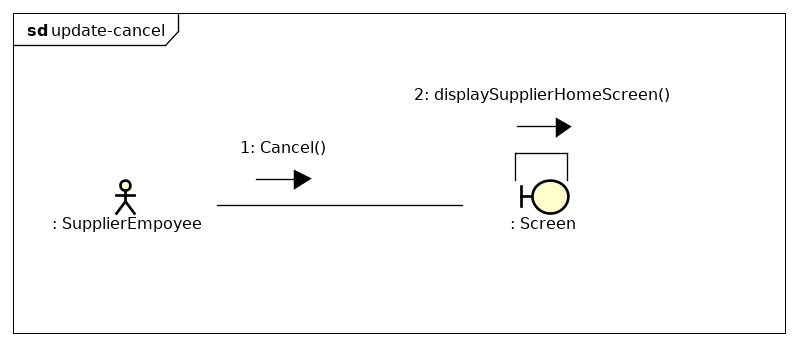 sd update-cancel
2: displaySupplierHomeScreen()
1: Cancel()
: SupplierEmpoyee
: Screen